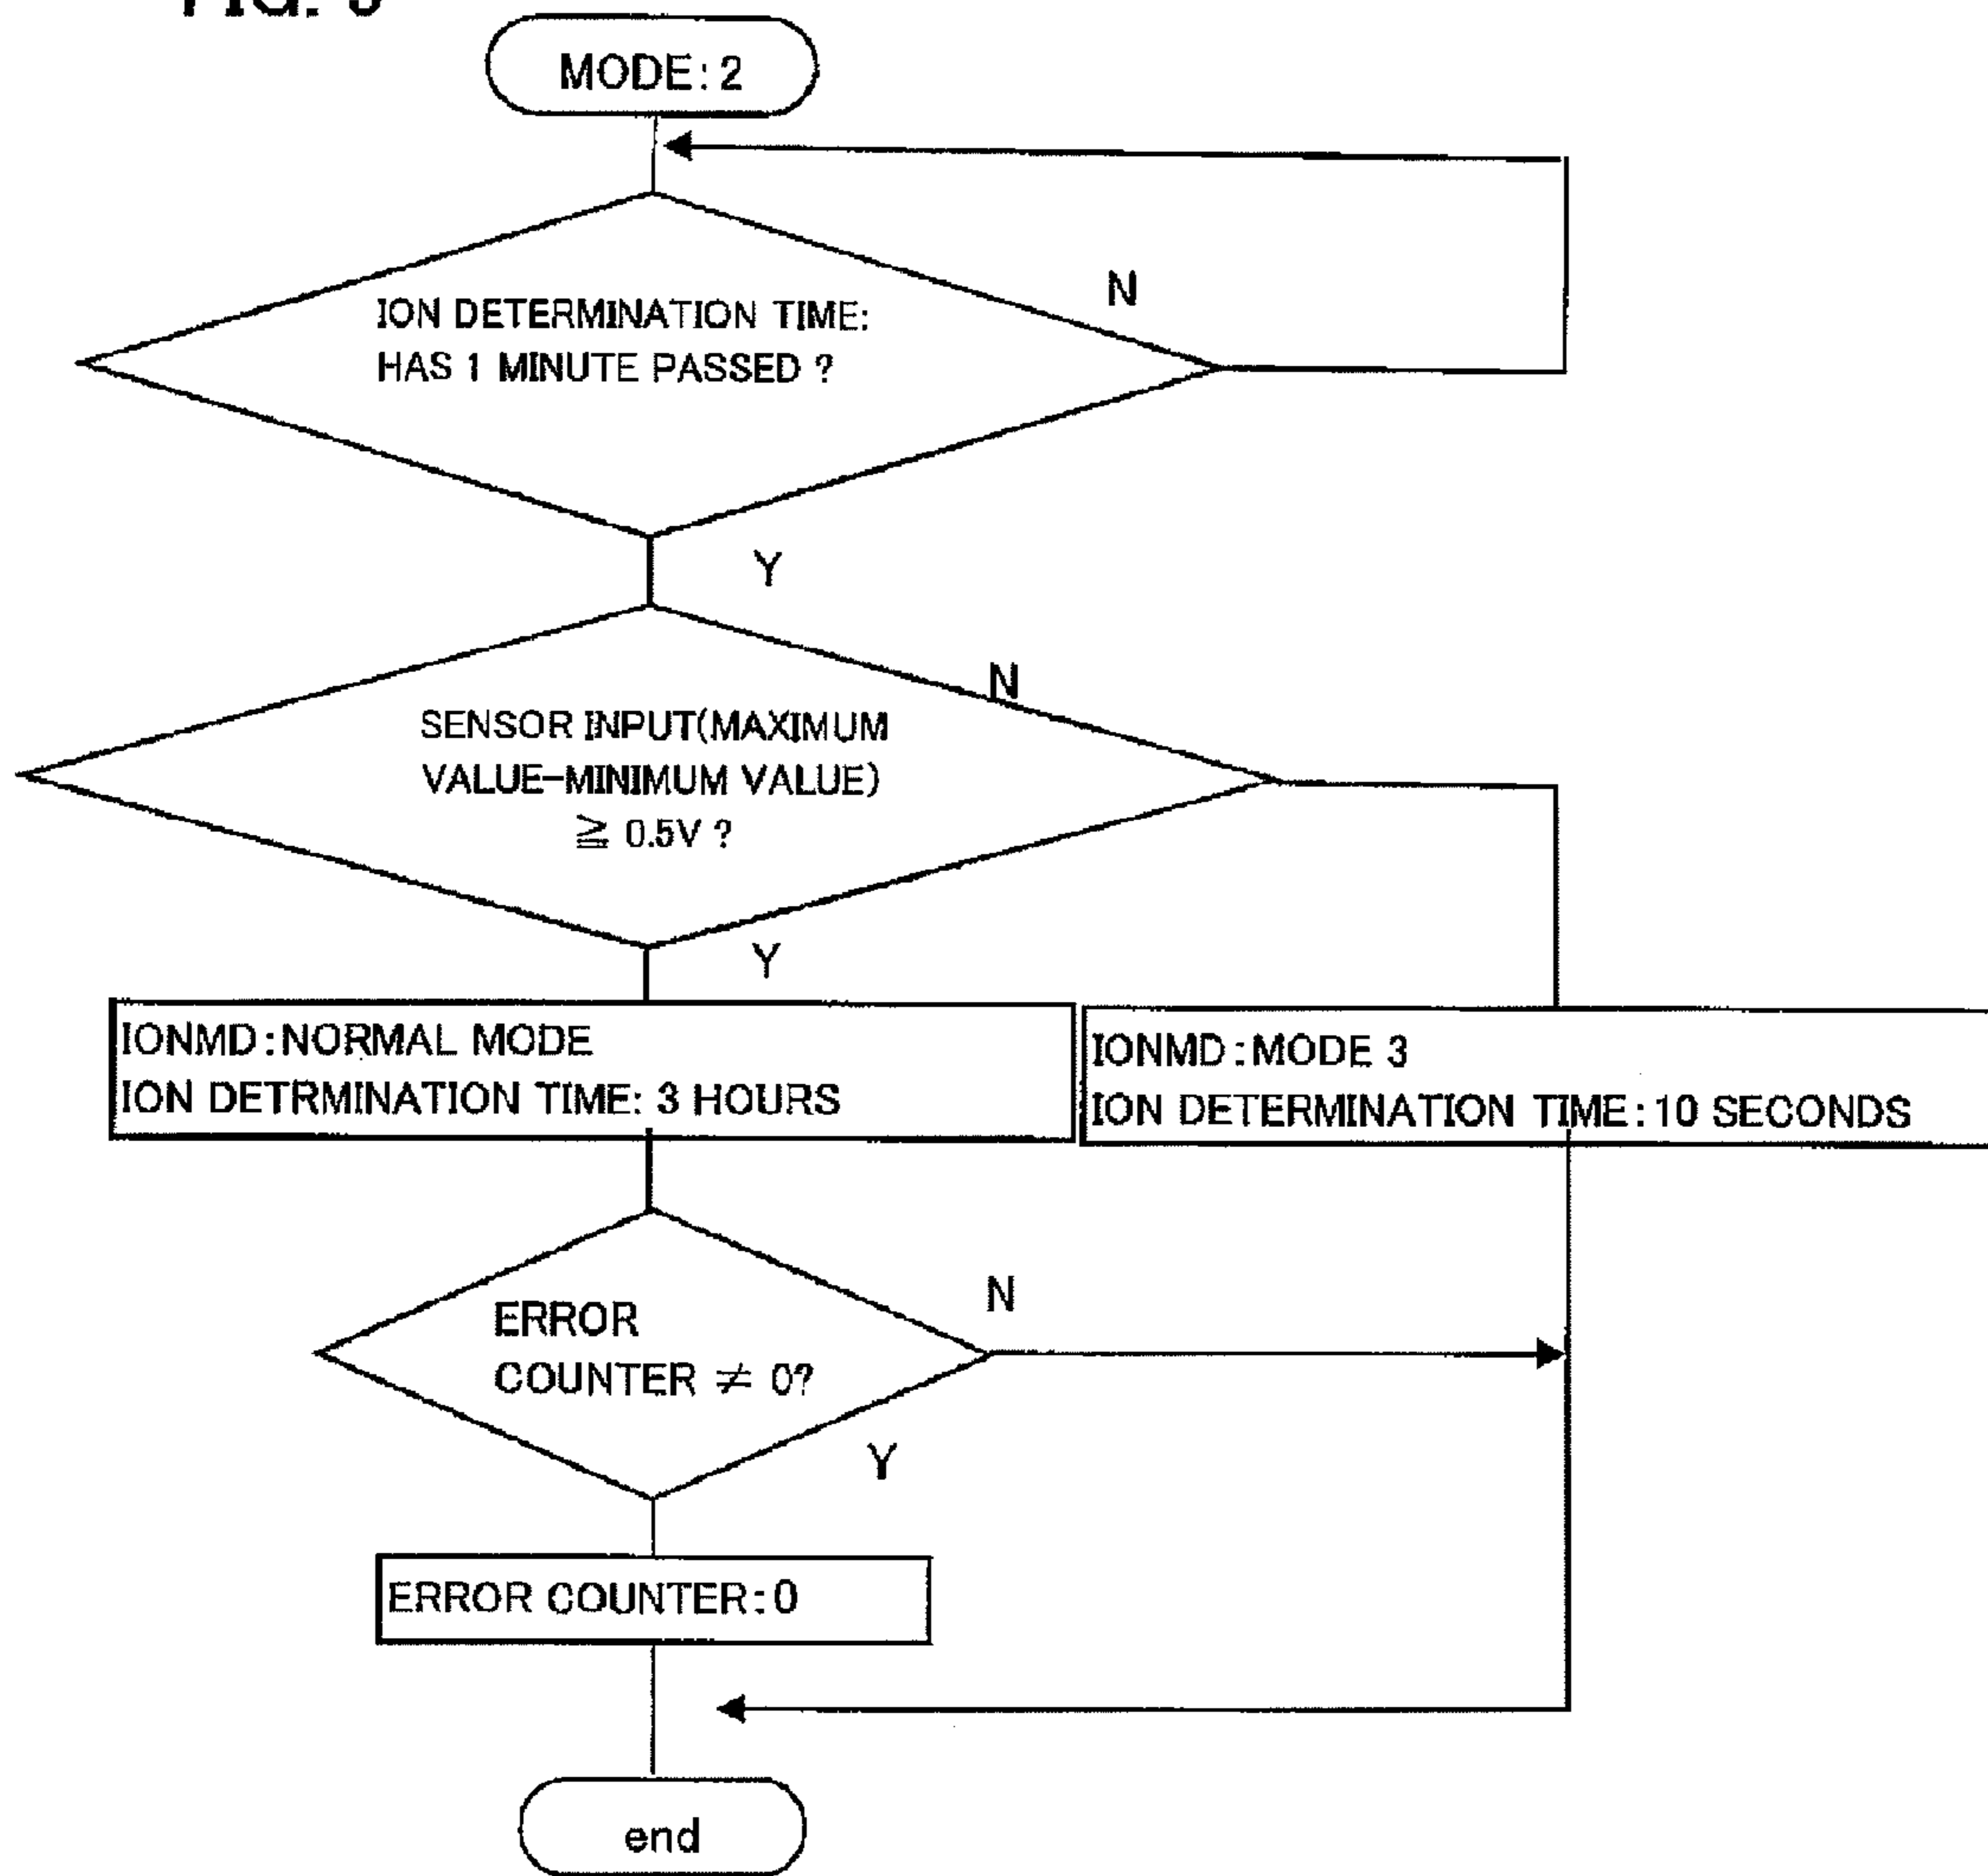 MODE:2
N
ION DETERMINATION TIME:
HAS 1 MINUTE PASSED ?
Y
N
SENSOR INPUT(MAXIMUM
VALUE-MINIMUM VALUE)
≧ 0.5V ?
Y
IONMD:NORMAL MODE
ION DETRMINATION TIME: 3 HOURS
IONMD:MODE 3
ION DETERMINATION TIME:10 SECONDS
N
ERROR
COUNTER ≠ 0?
Y
ERROR COUNTER:0
end